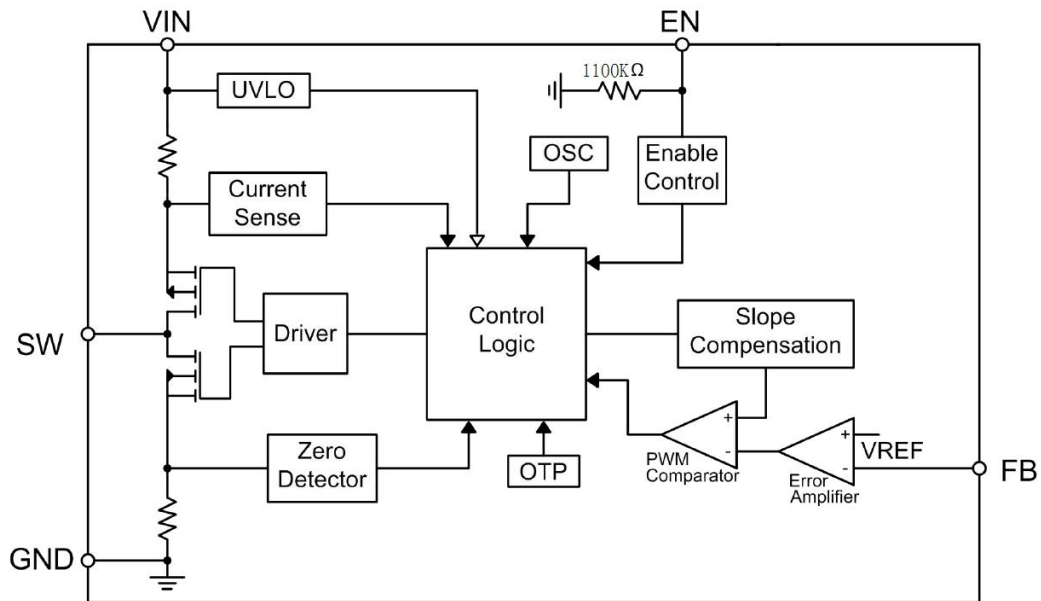 VIN
EN
1100KΩ
UVLO
OSC
Enable
Control
Current
Sense
Control
Logic
Slope
Compensation
SW
Driver
+
-
PWM
Comparator
+
-
VREF
Error
Amplifier
FB
Zero
Detector
OTP
GND